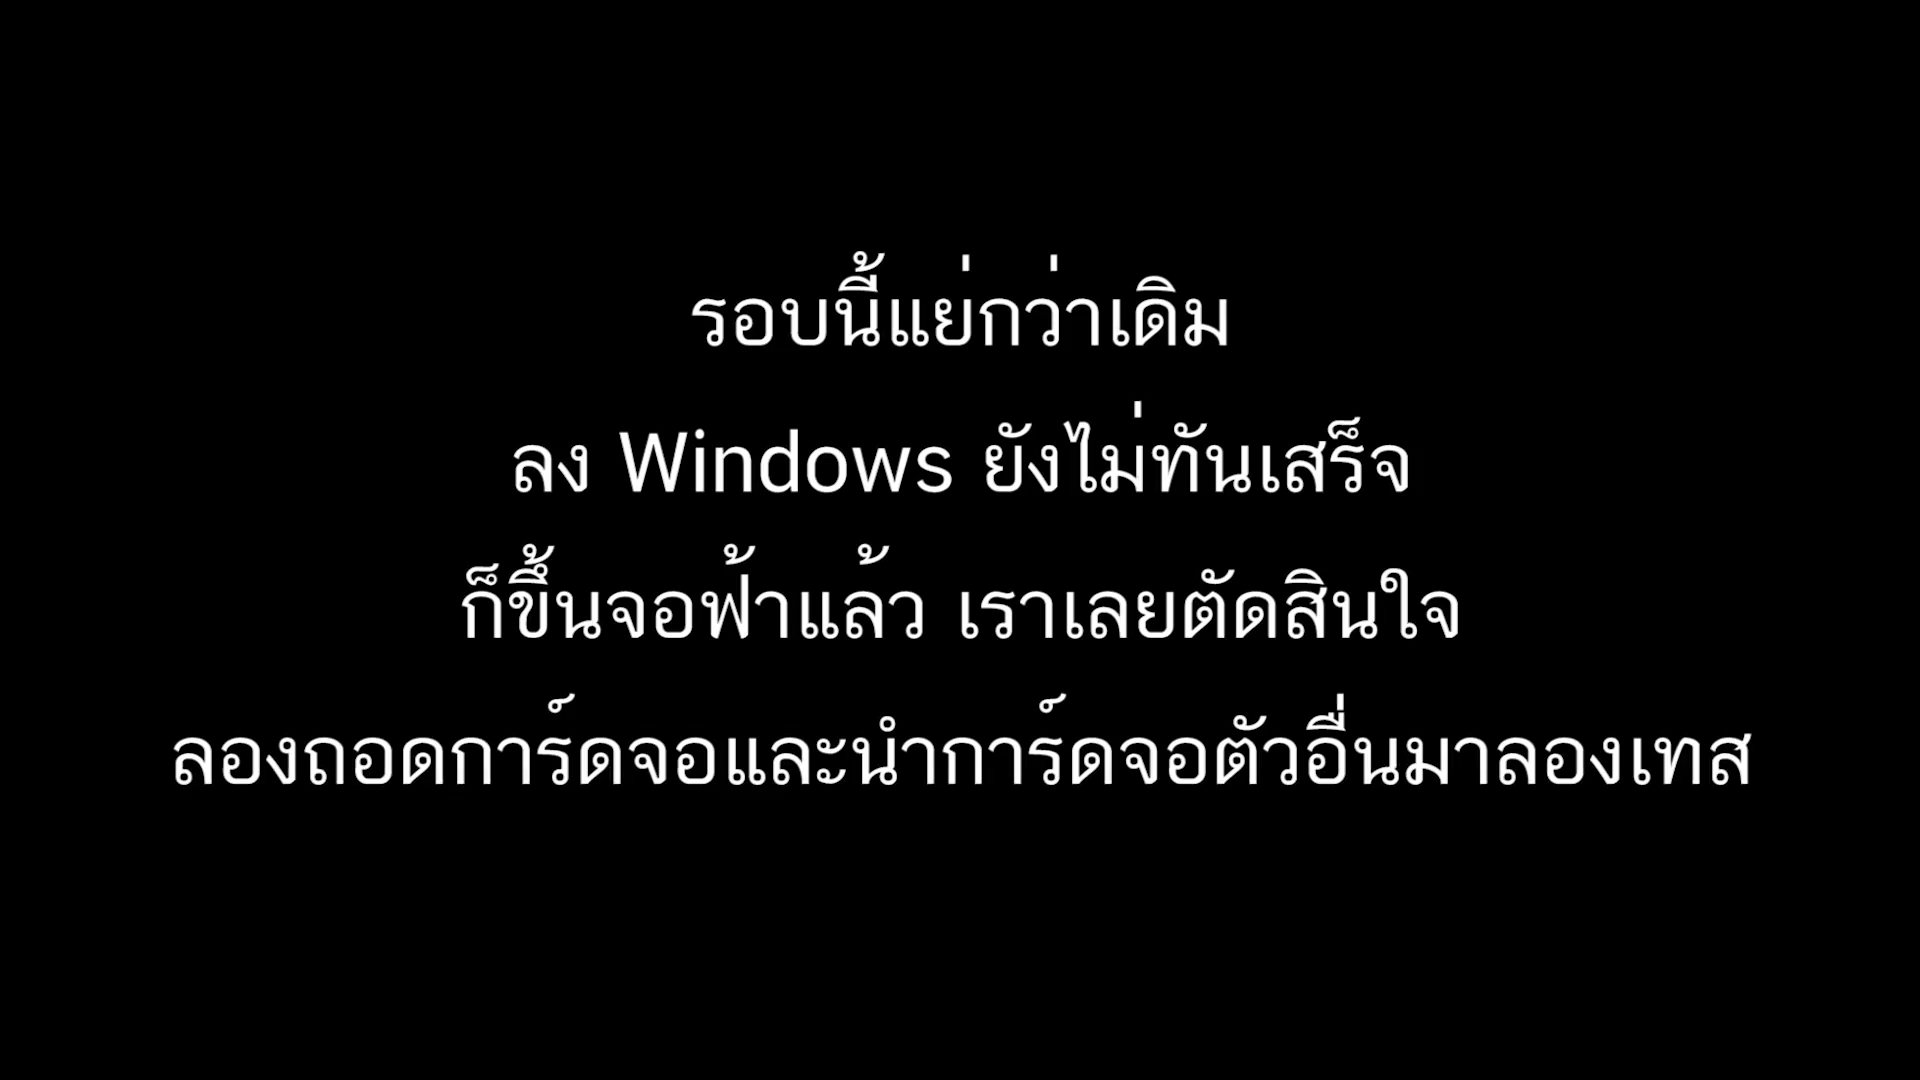 รอบนี้แย่กว่าเดิม
ลง Windows ยังไม่ทันเสร็จ
ก็ขึ้นจอฟ้าแล้ว เราเลยตัดสินใจ
ลองถอดการ์ดจอและนำการ์ดจอตัวอื่นมาลองเทส